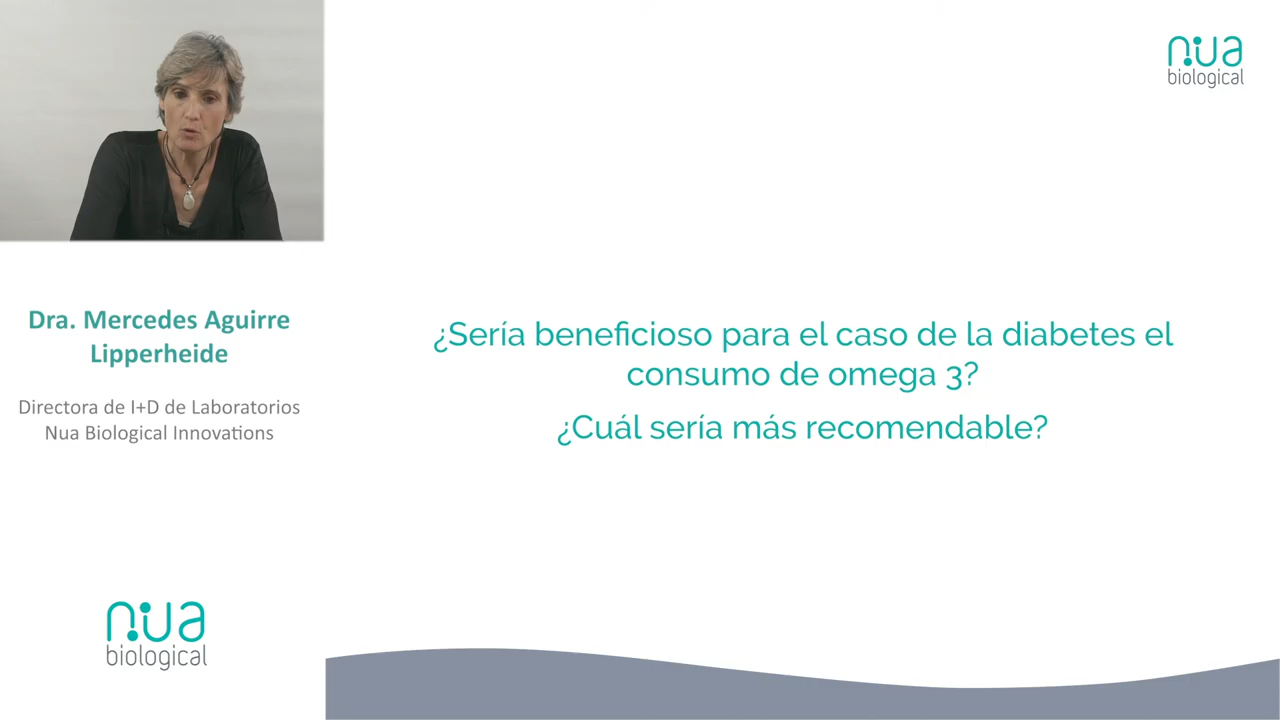 nua
biological
Dra. Mercedes Aguirre
Lipperheide
Directora de I+D de Laboratorios
Nua Biological Innovations
¿Sería beneficioso para el caso de la diabetes el
consumo de omega 3?
¿Cuál sería más recomendable?
nua
biological